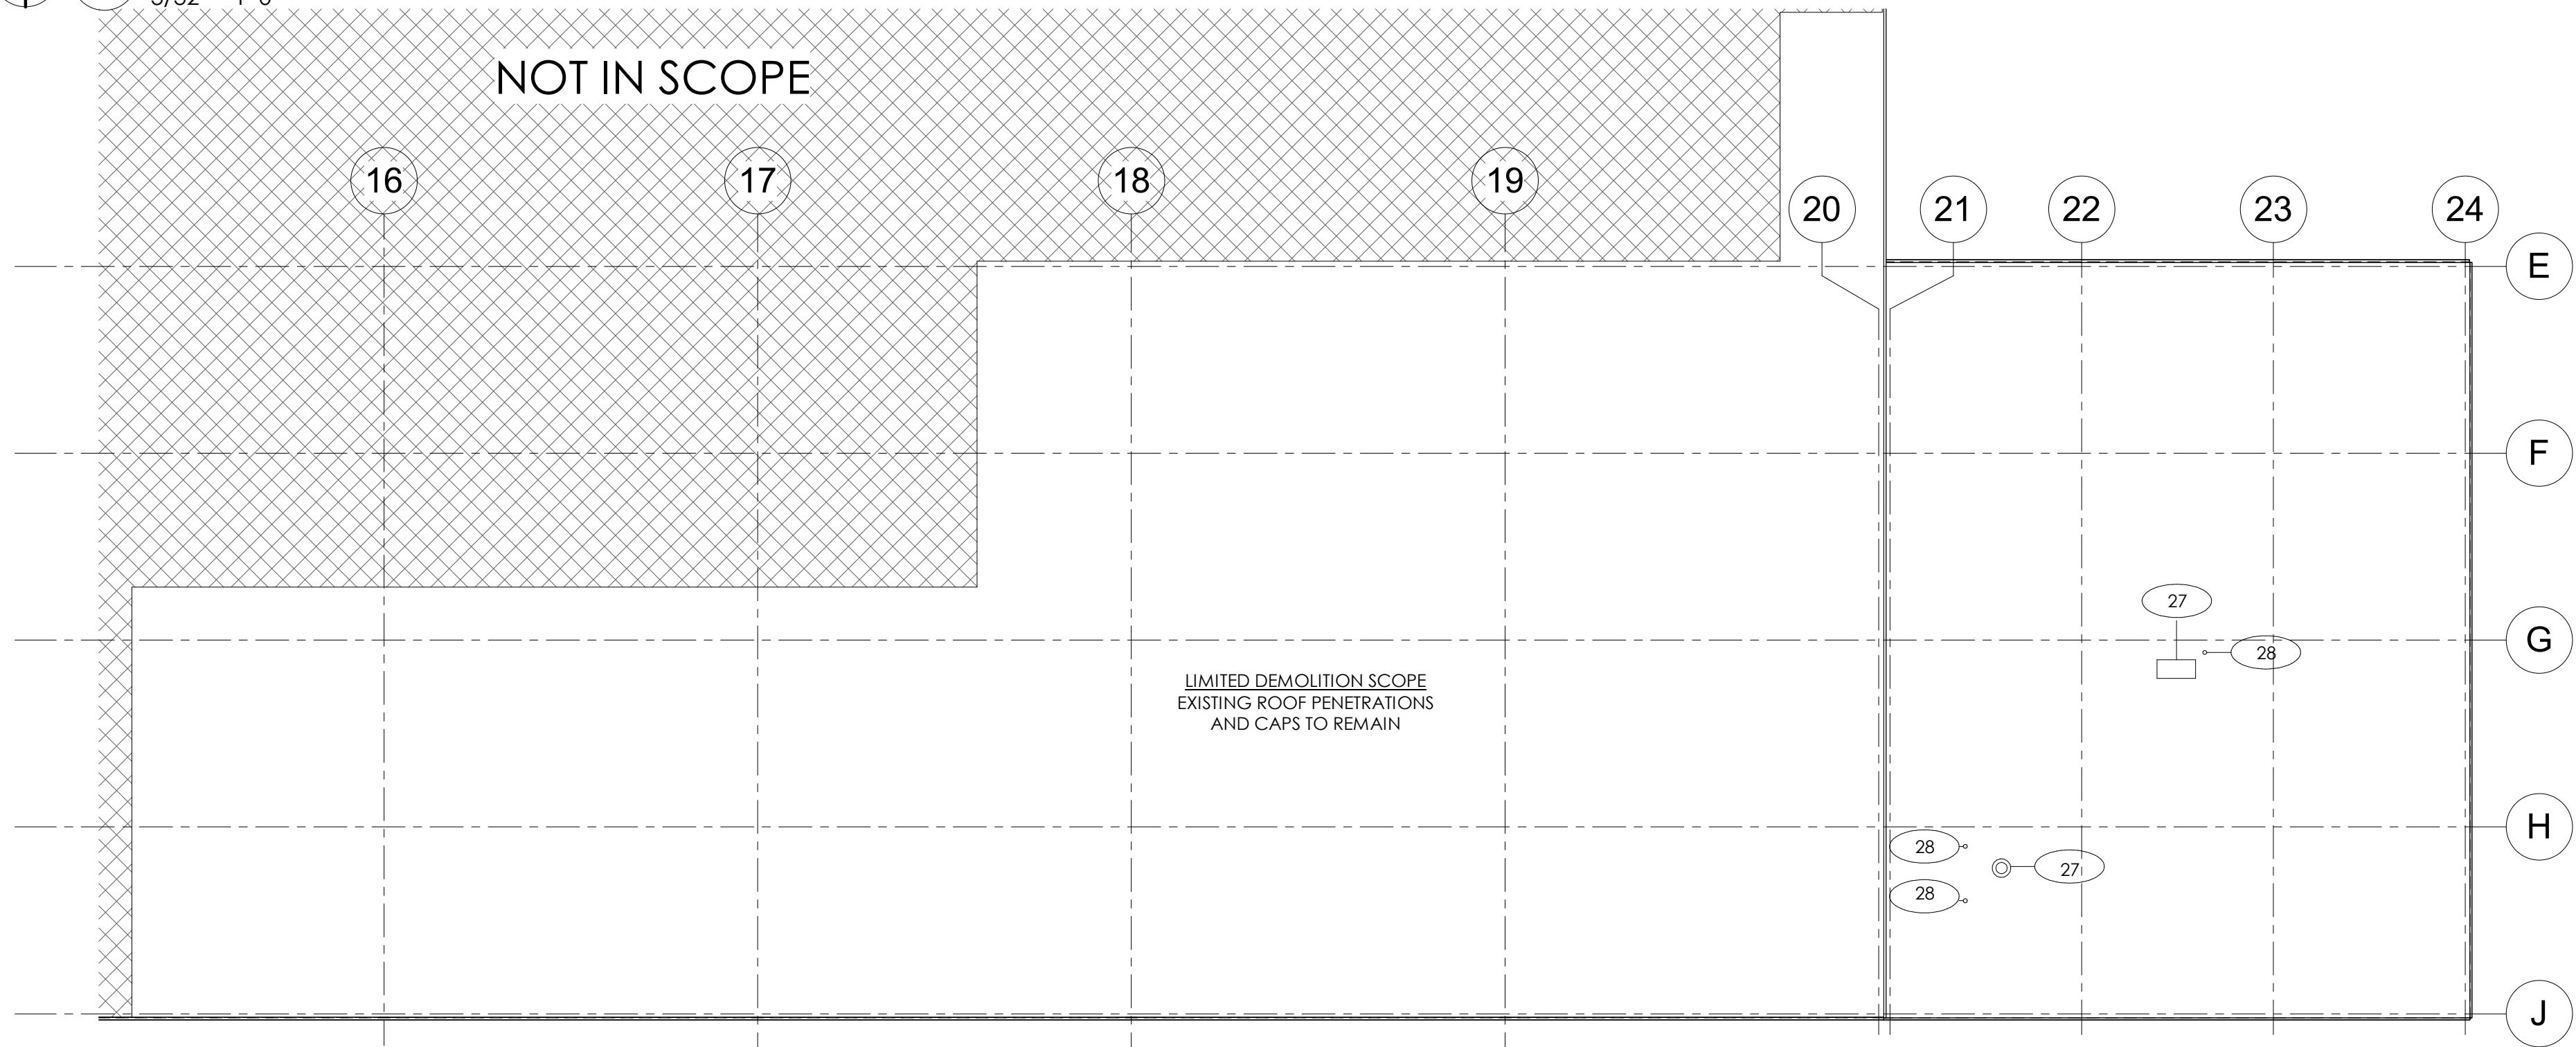 NOT IN SCOPE
16
17
18
19
20
21
22
23
24
E
F
27
G
28
LIMITED DEMOLITION SCOPE
EXISTING ROOF PENETRATIONS
AND CAPS TO REMAIN
H
28
27
28
J